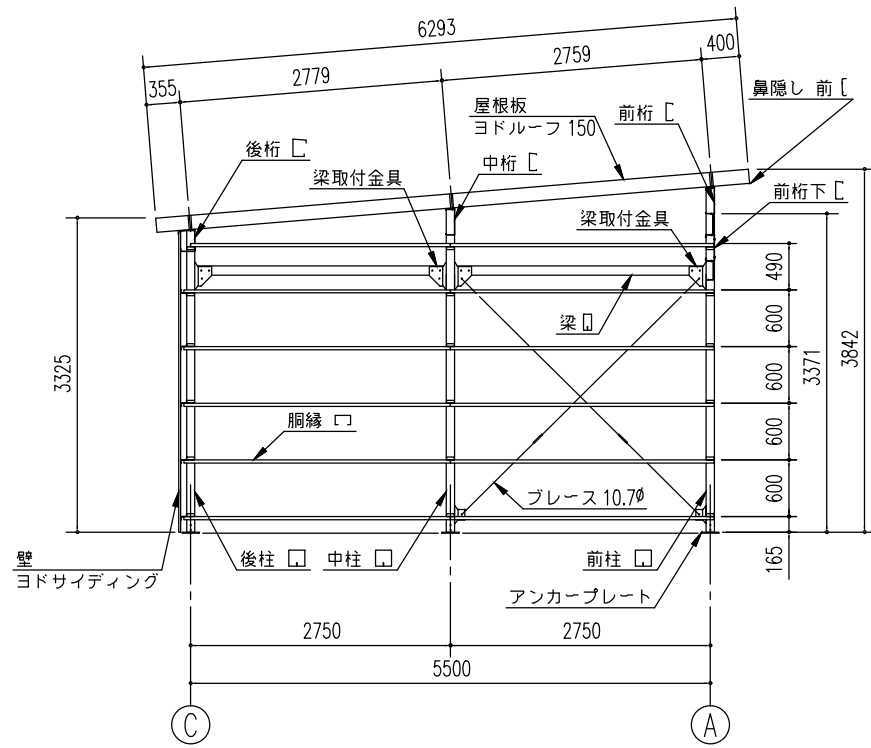 6293
355
2779
2759
400
鼻隠し 前
屋根板
ヨドルーフ 150
前桁
後桁
中桁
梁取付金具
梁取付金具
前桁下
490
梁
600
3325
600
3371
3842
胴縁
600
600
ブレース 10.7φ
壁
ヨドサイディング
後柱
中柱
前柱
165
アンカープレート
2750
2750
5500
C
A